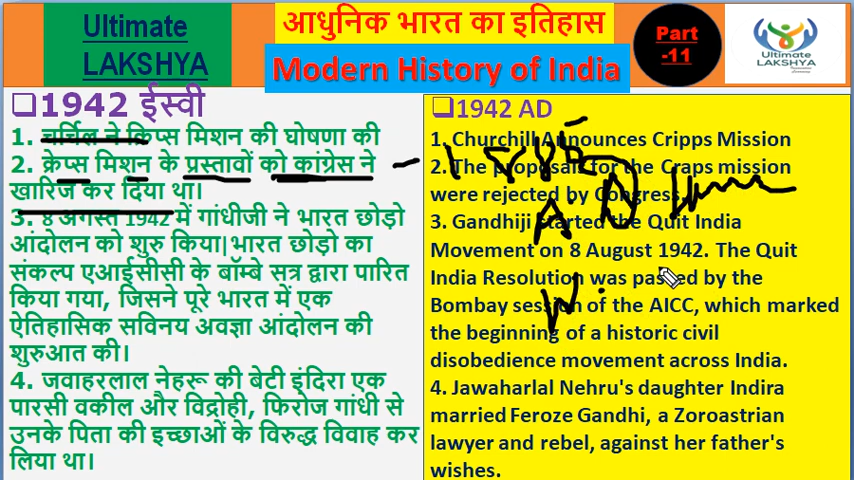 Ultimate
LAKSHYA
आधुनिक भारत का इतिहास
Modern History of India
Part
-11
Ultimate
LAKSHYA
❑1942 ईस्वी
1. चर्चिल ने क्रिप्स मिशन की घोषणा की
2. क्रेप्स मिशन के प्रस्तावों को कांग्रेस ने
खारिज कर दिया था।
3. 8 अगस्त 1942 में गांधीजी ने भारत छोड़ो
आंदोलन को शुरु किया।भारत छोड़ो का
संकल्प एआईसीसी के बॉम्बे सत्र द्वारा पारित
किया गया, जिसने पूरे भारत में एक
ऐतिहासिक सविनय अवज्ञा आंदोलन की
शुरुआत की।
4. जवाहरलाल नेहरू की बेटी इंदिरा एक
पारसी वकील और विद्रोही, फिरोज गांधी से
उनके पिता की इच्छाओं के विरुद्ध विवाह कर
लिया था।
❑1942 AD
1. Churchill Announces Cripps Mission
2. The proposals for the Craps mission
were rejected by Congress.
3. Gandhiji started the Quit India
Movement on 8 August 1942. The Quit
India Resolution was passed by the
Bombay session of the AICC, which marked
the beginning of a historic civil
disobedience movement across India.
4. Jawaharlal Nehru's daughter Indira
married Feroze Gandhi, a Zoroastrian
lawyer and rebel, against her father's
wishes.